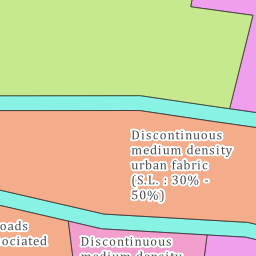 Discontinuous
medium density
urban fabric
(S.L. : 30% -
50%)
oads
ociated
Discontinuous
medium density